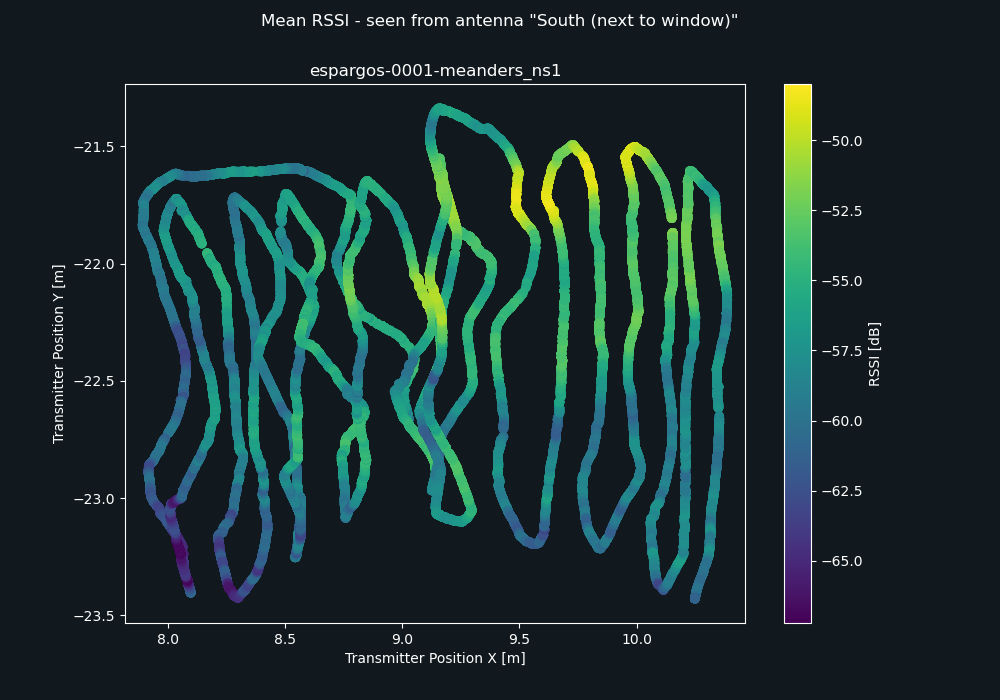 Mean RSSI - seen from antenna "South (next to window)"
espargos-0001-meanders_ns1
−21.5
−22.0
−22.5
−23.0
−23.5
Transmitter Position Y [m]
8.0 8.5 9.0 9.5 10.0
Transmitter Position X [m]
−50.0
−52.5
−55.0
−57.5
−60.0
−62.5
−65.0
RSSI [dB]